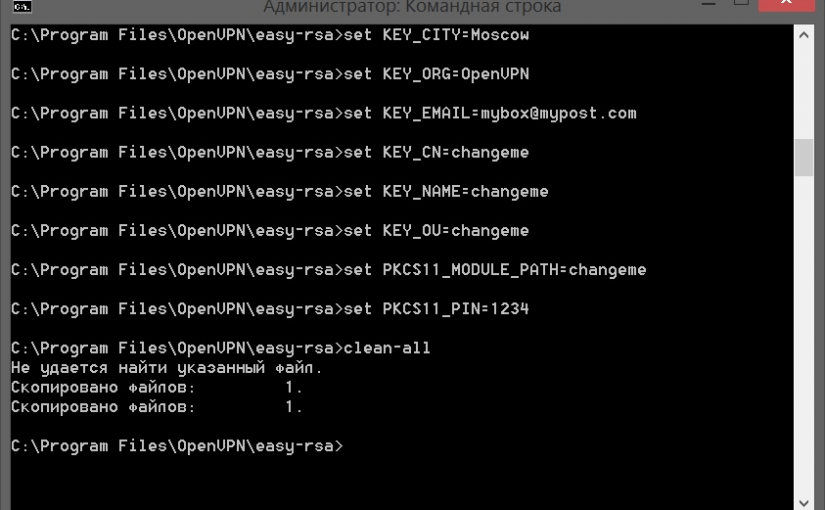 C:\.
Администратор: Командная строка
C:\Program Files\OpenVPN\easy-rsa>set KEY_CITY=Moscow
C:\Program Files\OpenVPN\easy-rsa>set KEY_ORG=OpenVPN
C:\Program Files\OpenVPN\easy-rsa>set KEY_EMAIL=mybox@mypost.com
C:\Program Files\OpenVPN\easy-rsa>set KEY_CN=changeme
C:\Program Files\OpenVPN\easy-rsa>set KEY_NAME=changeme
C:\Program Files\OpenVPN\easy-rsa>set KEY_OU=changeme
C:\Program Files\OpenVPN\easy-rsa>set PKCS11_MODULE_PATH=changeme
C:\Program Files\OpenVPN\easy-rsa>set PKCS11_PIN=1234
C:\Program Files\OpenVPN\easy-rsa>clean-all
Не удается найти указанный файл.
Скопировано файлов:         1.
Скопировано файлов:         1.
C:\Program Files\OpenVPN\easy-rsa>